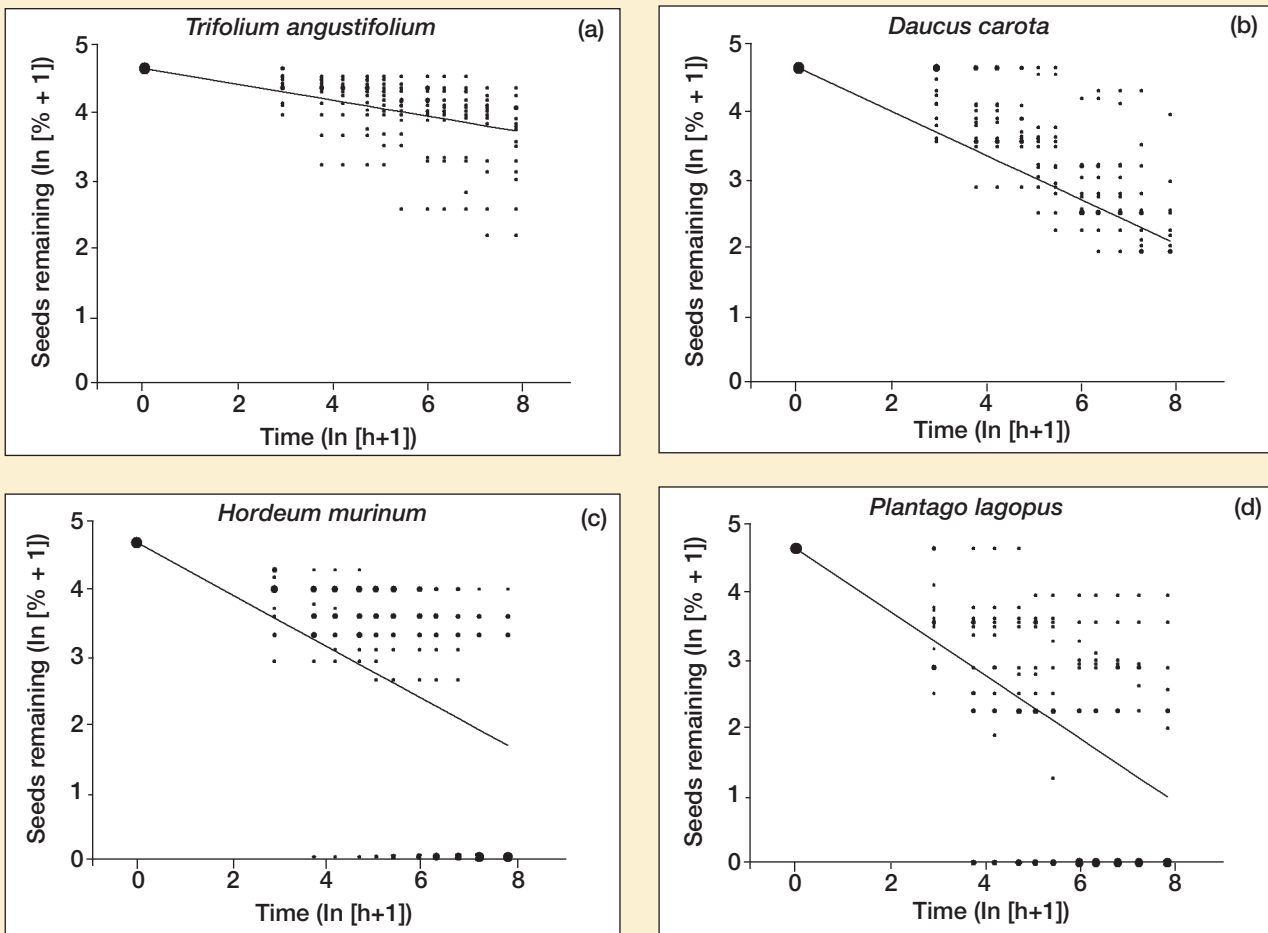 Trifolium angustifolium
(a)
5
4
3
2
1
0
Seeds remaining (ln [% + 1])
0 2 4 6 8
Time (ln [h+1])
Daucus carota
(b)
5
4
3
2
1
0
Seeds remaining (ln [% + 1])
0 2 4 6 8
Time (ln [h+1])
Hordeum murinum
(c)
5
4
3
2
1
0
Seeds remaining (ln [% + 1])
0 2 4 6 8
Time (ln [h+1])
Plantago lagopus
(d)
5
4
3
2
1
0
Seeds remaining (ln [% + 1])
0 2 4 6 8
Time (ln [h+1])